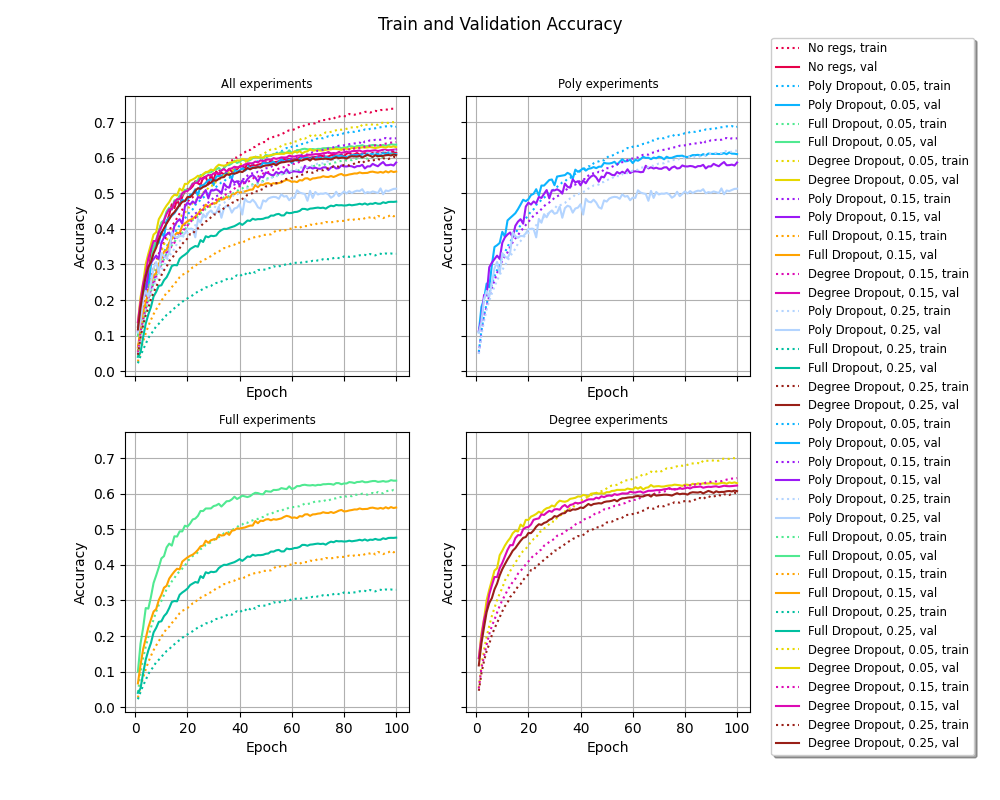 Train and Validation Accuracy
All experiments
0.7
0.6
0.5
0.4
0.3
0.2
0.1
0.0
Accuracy
Epoch
Poly experiments
Accuracy
Epoch
Full experiments
0.7
0.6
0.5
0.4
0.3
0.2
0.1
0.0
Accuracy
0 20 40 60 80 100
Epoch
Degree experiments
Accuracy
0 20 40 60 80 100
Epoch
No regs, train
No regs, val
Poly Dropout, 0.05, train
Poly Dropout, 0.05, val
Full Dropout, 0.05, train
Full Dropout, 0.05, val
Degree Dropout, 0.05, train
Degree Dropout, 0.05, val
Poly Dropout, 0.15, train
Poly Dropout, 0.15, val
Full Dropout, 0.15, train
Full Dropout, 0.15, val
Degree Dropout, 0.15, train
Degree Dropout, 0.15, val
Poly Dropout, 0.25, train
Poly Dropout, 0.25, val
Full Dropout, 0.25, train
Full Dropout, 0.25, val
Degree Dropout, 0.25, train
Degree Dropout, 0.25, val
Poly Dropout, 0.05, train
Poly Dropout, 0.05, val
Poly Dropout, 0.15, train
Poly Dropout, 0.15, val
Poly Dropout, 0.25, train
Poly Dropout, 0.25, val
Full Dropout, 0.05, train
Full Dropout, 0.05, val
Full Dropout, 0.15, train
Full Dropout, 0.15, val
Full Dropout, 0.25, train
Full Dropout, 0.25, val
Degree Dropout, 0.05, train
Degree Dropout, 0.05, val
Degree Dropout, 0.15, train
Degree Dropout, 0.15, val
Degree Dropout, 0.25, train
Degree Dropout, 0.25, val